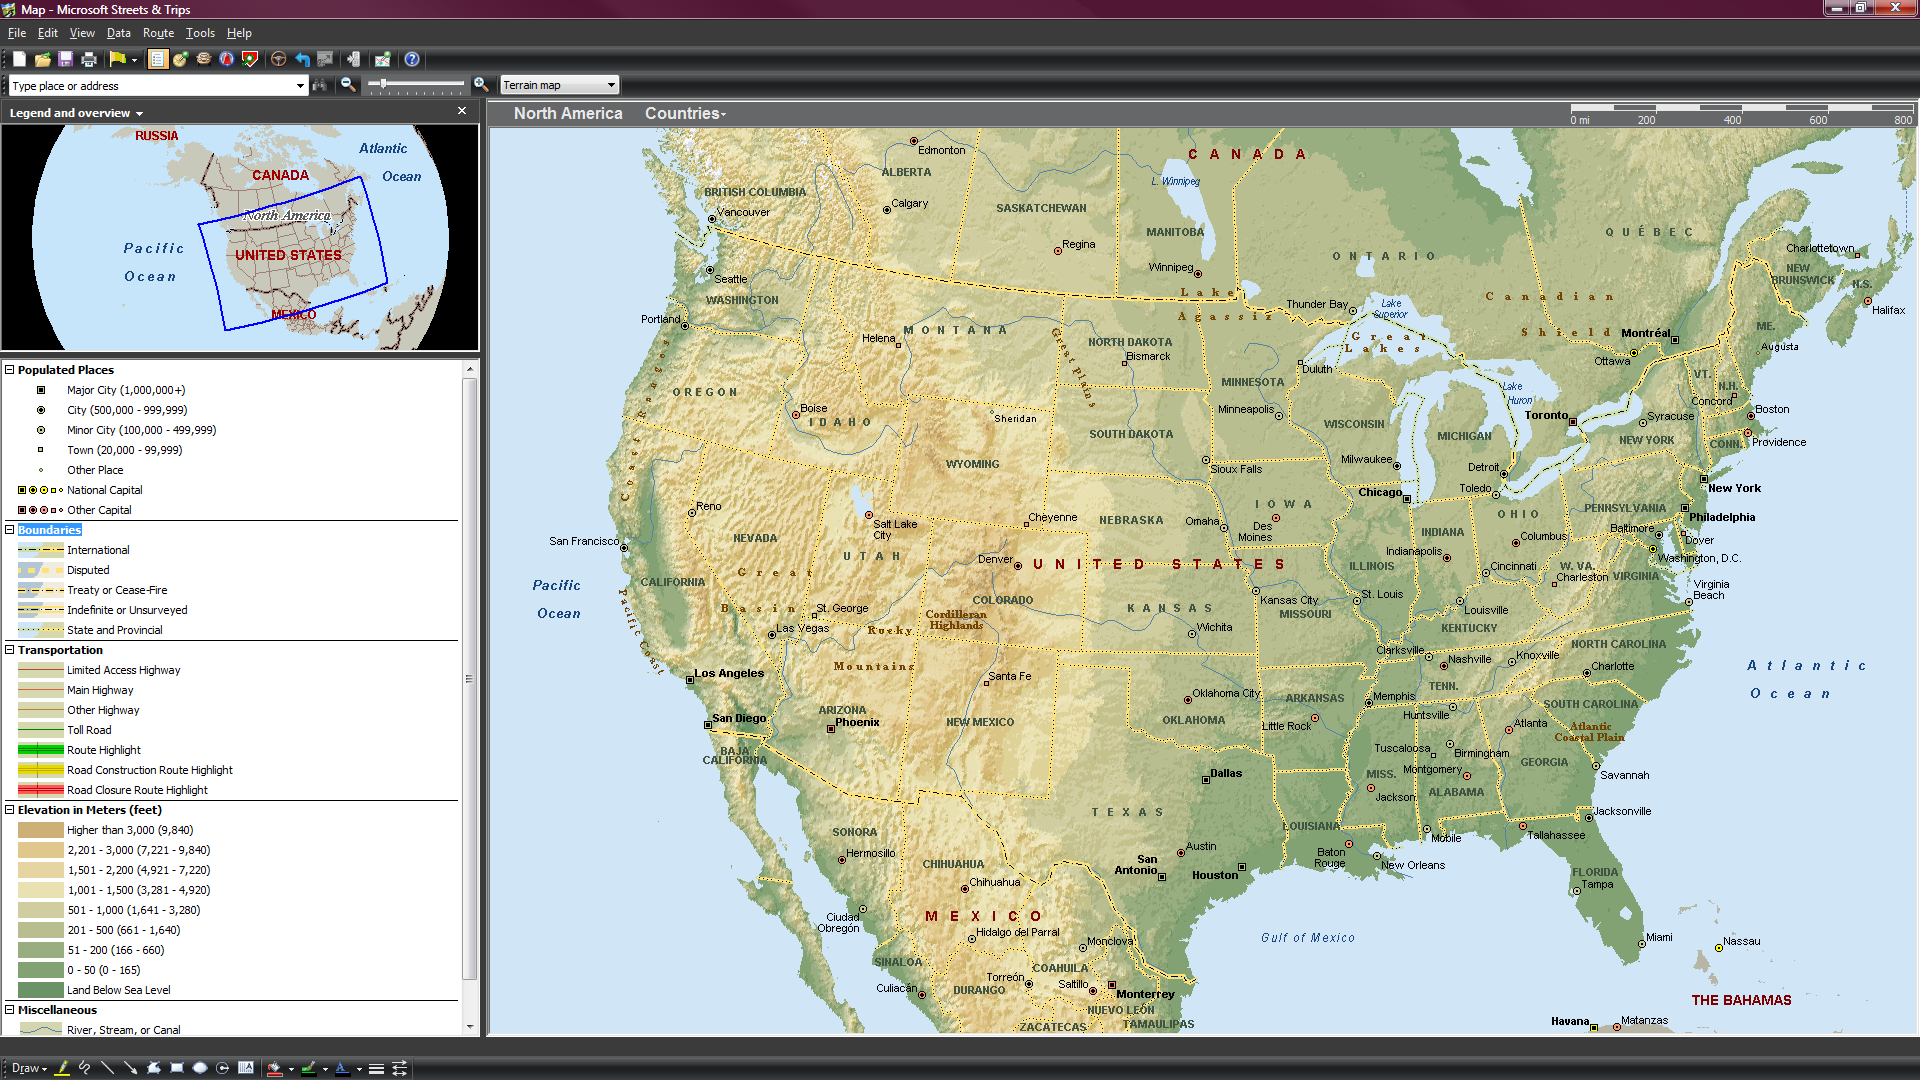 Map - Microsoft Streets & Trips
File Edit View Data Route Tools Help
Type place or address
Terrain map
Legend and overview
North America Countries
0 mi 200 400 600 800
RUSSIA
Atlantic
Ocean
CANADA
North America
Pacific
Ocean
UNITED STATES
MEXICO
Populated Places
Major City (1,000,000+)
City (500,000 - 999,999)
Minor City (100,000 - 499,999)
Town (20,000 - 99,999)
Other Place
National Capital
Other Capital
Boundaries
International
Disputed
Treaty or Cease-Fire
Indefinite or Unsurveyed
State and Provincial
Transportation
Limited Access Highway
Main Highway
Other Highway
Toll Road
Route Highlight
Road Construction Route Highlight
Road Closure Route Highlight
Elevation in Meters (feet)
Higher than 3,000 (9,840)
2,201 - 3,000 (7,221 - 9,840)
1,501 - 2,200 (4,921 - 7,220)
1,001 - 1,500 (3,281 - 4,920)
501 - 1,000 (1,641 - 3,280)
201 - 500 (661 - 1,640)
51 - 200 (166 - 660)
0 - 50 (0 - 165)
Land Below Sea Level
Miscellaneous
River, Stream, or Canal
Draw
Edmonton
CANADA
ALBERTA
L. Winnipeg
BRITISH COLUMBIA
Calgary
SASKATCHEWAN
Vancouver
MANITOBA
QUÉBEC
Regina
Charlottetown
ONTARIO
Winnipeg
Seattle
NEW
BRUNSWICK
N.S.
WASHINGTON
Lake
Agassiz
Thunder Bay
Lake
Superior
Canadian
Shield
Halifax
Portland
MONTANA
Helena
Great Plains
NORTH DAKOTA
Bismarck
Great
Lakes
Montréal
ME.
Ottawa
Augusta
Duluth
OREGON
Coast Ranges
MINNESOTA
Lake
Huron
VT.
N.H.
Concord
Boise
IDAHO
Sheridan
Minneapolis
Toronto
Syracuse
Boston
SOUTH DAKOTA
WISCONSIN
MICHIGAN
NEW YORK
CONN.
Providence
WYOMING
Sioux Falls
Milwaukee
Detroit
Toledo
Chicago
New York
Reno
Salt Lake
City
Cheyenne
NEBRASKA
IOWA
Omaha
Des
Moines
OHIO
PENNSYLVANIA
Philadelphia
San Francisco
NEVADA
UTAH
INDIANA
Indianapolis
Columbus
Baltimore
Dover
Washington, D.C.
Denver
UNITED STATES
ILLINOIS
Cincinnati
W. VA.
Charleston
VIRGINIA
Virginia
Beach
Pacific
Ocean
CALIFORNIA
Great
Basin
COLORADO
Cordilleran
Highlands
KANSAS
Kansas City
MISSOURI
St. Louis
Louisville
KENTUCKY
St. George
Las Vegas
Rocky
Mountains
Wichita
NORTH CAROLINA
Pacific Coast
Clarksville
Nashville
Knoxville
Charlotte
Atlantic
Ocean
Los Angeles
Santa Fe
Oklahoma City
ARKANSAS
Memphis
TENN.
SOUTH CAROLINA
San Diego
ARIZONA
Phoenix
NEW MEXICO
OKLAHOMA
Little Rock
Huntsville
Atlanta
Atlantic
Coastal Plain
BAJA
CALIFORNIA
Tuscaloosa
Birmingham
Montgomery
GEORGIA
Savannah
Dallas
MISS.
Jackson
ALABAMA
TEXAS
LOUISIANA
Jacksonville
SONORA
Hermosillo
Mobile
Tallahassee
Austin
Baton
Rouge
New Orleans
CHIHUAHUA
Chihuahua
San
Antonio
Houston
FLORIDA
Tampa
Ciudad
Obregón
MEXICO
Hidalgo del Parral
Monclova
Gulf of Mexico
Miami
Nassau
SINALOA
COAHUILA
Torreón
Saltillo
Culiacán
DURANGO
Monterrey
NUEVO LEÓN
ZACATECAS
TAMAULIPAS
THE BAHAMAS
Havana
Matanzas